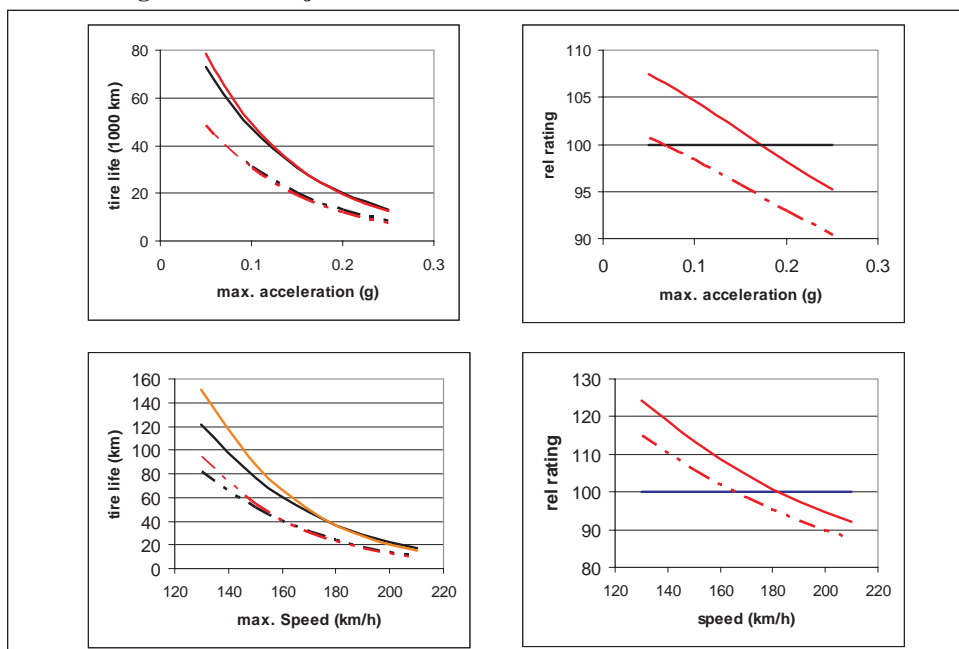 tire life (1000 km)
80
60
40
20
0
0 0.1 0.2 0.3
max. acceleration (g)
rel rating
110
105
100
95
90
0 0.1 0.2 0.3
max. acceleration (g)
tire life (km)
160
140
120
100
80
60
40
20
0
120 140 160 180 200 220
max. Speed (km/h)
rel rating
130
120
110
100
90
80
120 140 160 180 200 220
speed (km/h)